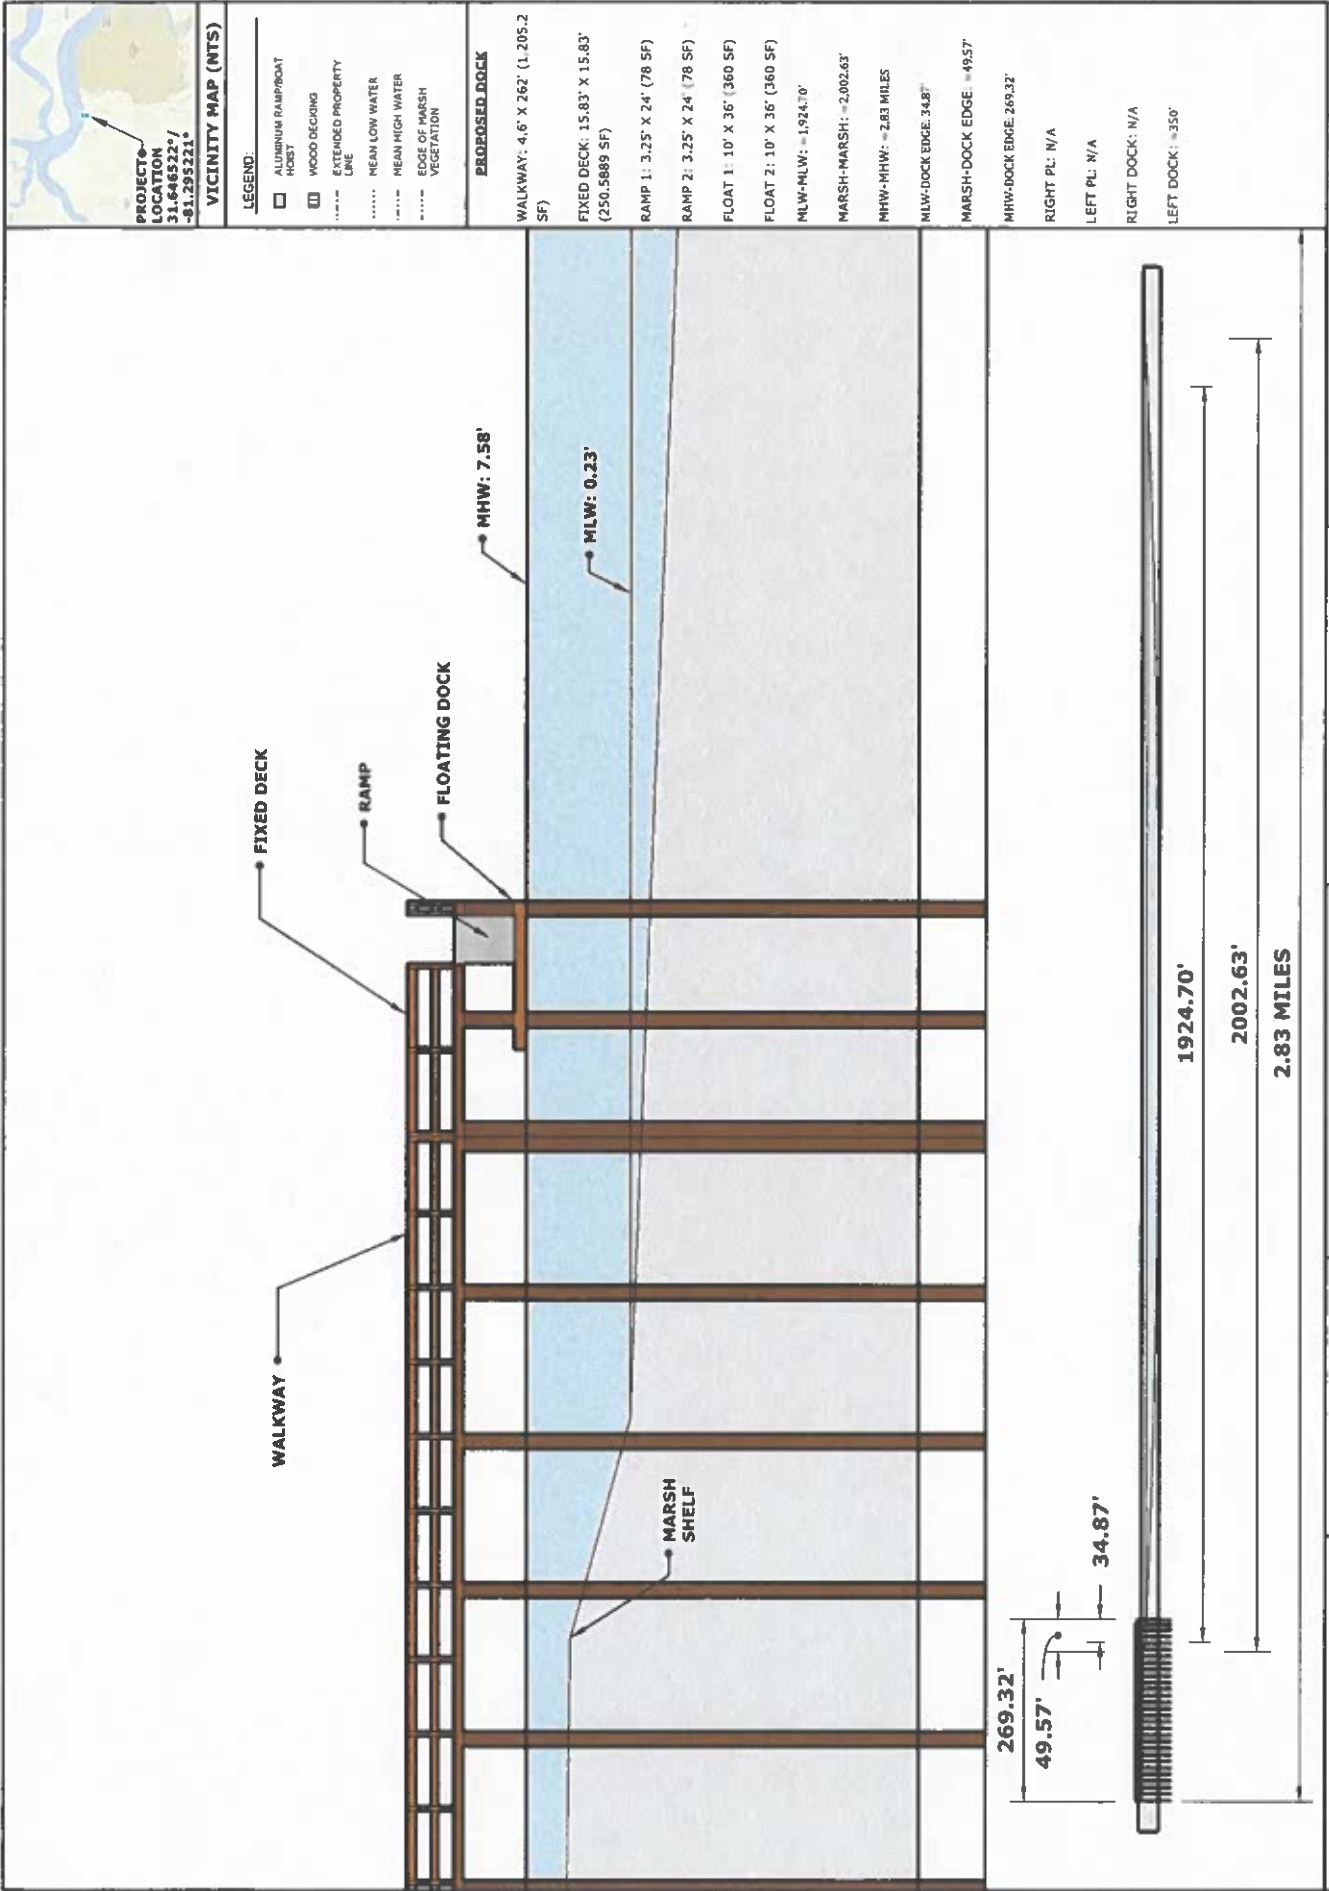 PROJECT
LOCATION
31.646522°/
-81.295221°
VICINITY MAP (NTS)
LEGEND:
ALUMINUM RAMP/BOAT
HOIST
WOOD DECKING
EXTENDED PROPERTY
LINE
MEAN LOW WATER
MEAN HIGH WATER
EDGE OF MARSH
VEGETATION
PROPOSED DOCK
WALKWAY: 4.6' X 262' (1,205.2
SF)
FIXED DECK: 15.83' X 15.83'
(250.5889 SF)
RAMP 1: 3.25' X 24' (78 SF)
RAMP 2: 3.25' X 24' (78 SF)
FLOAT 1: 10' X 36' (360 SF)
FLOAT 2: 10' X 36' (360 SF)
MLW-MLW: ≈1,924.70'
MARSH-MARSH: ≈2,002.63'
MHW-MHW: ≈2.83 MILES
MLW-DOCK EDGE: 34.87'
MARSH-DOCK EDGE: ≈49.57'
MHW-DOCK EDGE: 269.32'
RIGHT PL: N/A
LEFT PL: N/A
RIGHT DOCK: N/A
LEFT DOCK: ≈350'
WALKWAY
FIXED DECK
RAMP
FLOATING DOCK
MHW: 7.58'
MLW: 0.23'
MARSH
SHELF
269.32'
49.57'
34.87'
1924.70'
2002.63'
2.83 MILES